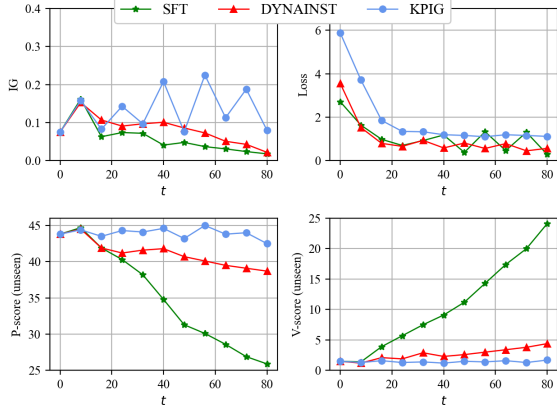 SFT DYNAINST KPIG
0.4
0.3
0.2
0.1
0.0
IG
0 20 40 60 80
t
6
4
2
0
Loss
0 20 40 60 80
t
45
40
35
30
25
P-score (unseen)
0 20 40 60 80
t
25
20
15
10
5
0
V-score (unseen)
0 20 40 60 80
t